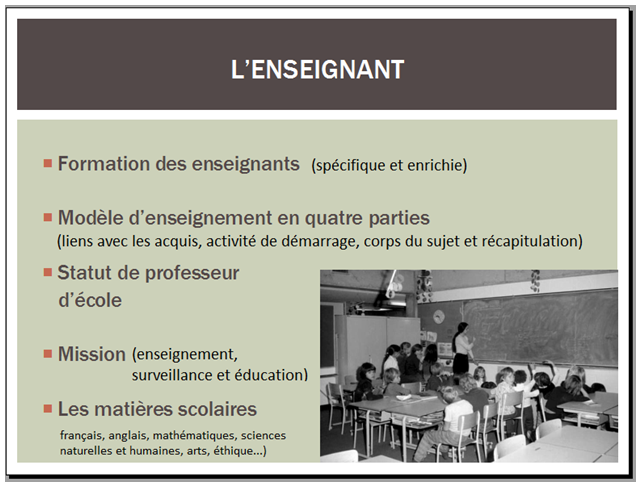 L'ENSEIGNANT
Formation des enseignants (spécifique et enrichie)
Modèle d'enseignement en quatre parties
(liens avec les acquis, activité de démarrage, corps du sujet et récapitulation)
Statut de professeur
d'école
Mission (enseignement,
surveillance et éducation)
Les matières scolaires
français, anglais, mathématiques, sciences
naturelles et humaines, arts, éthique...)